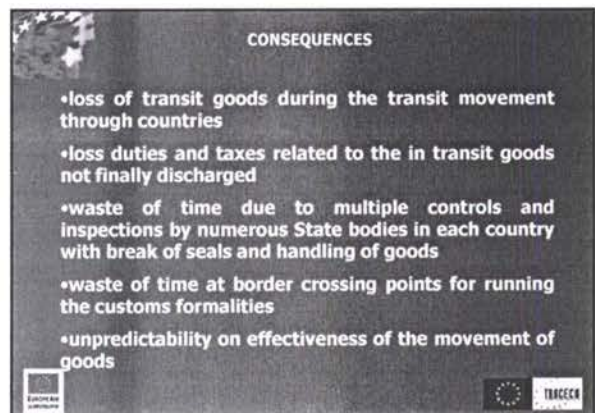 CONSEQUENCES
•loss of transit goods during the transit movement
through countries
•loss duties and taxes related to the in transit goods
not finally discharged
•waste of time due to multiple controls and
inspections by numerous State bodies in each country
with break of seals and handling of goods
•waste of time at border crossing points for running
the customs formalities
•unpredictability on effectiveness of the movement of
goods
EUROPEAN
TRACECA